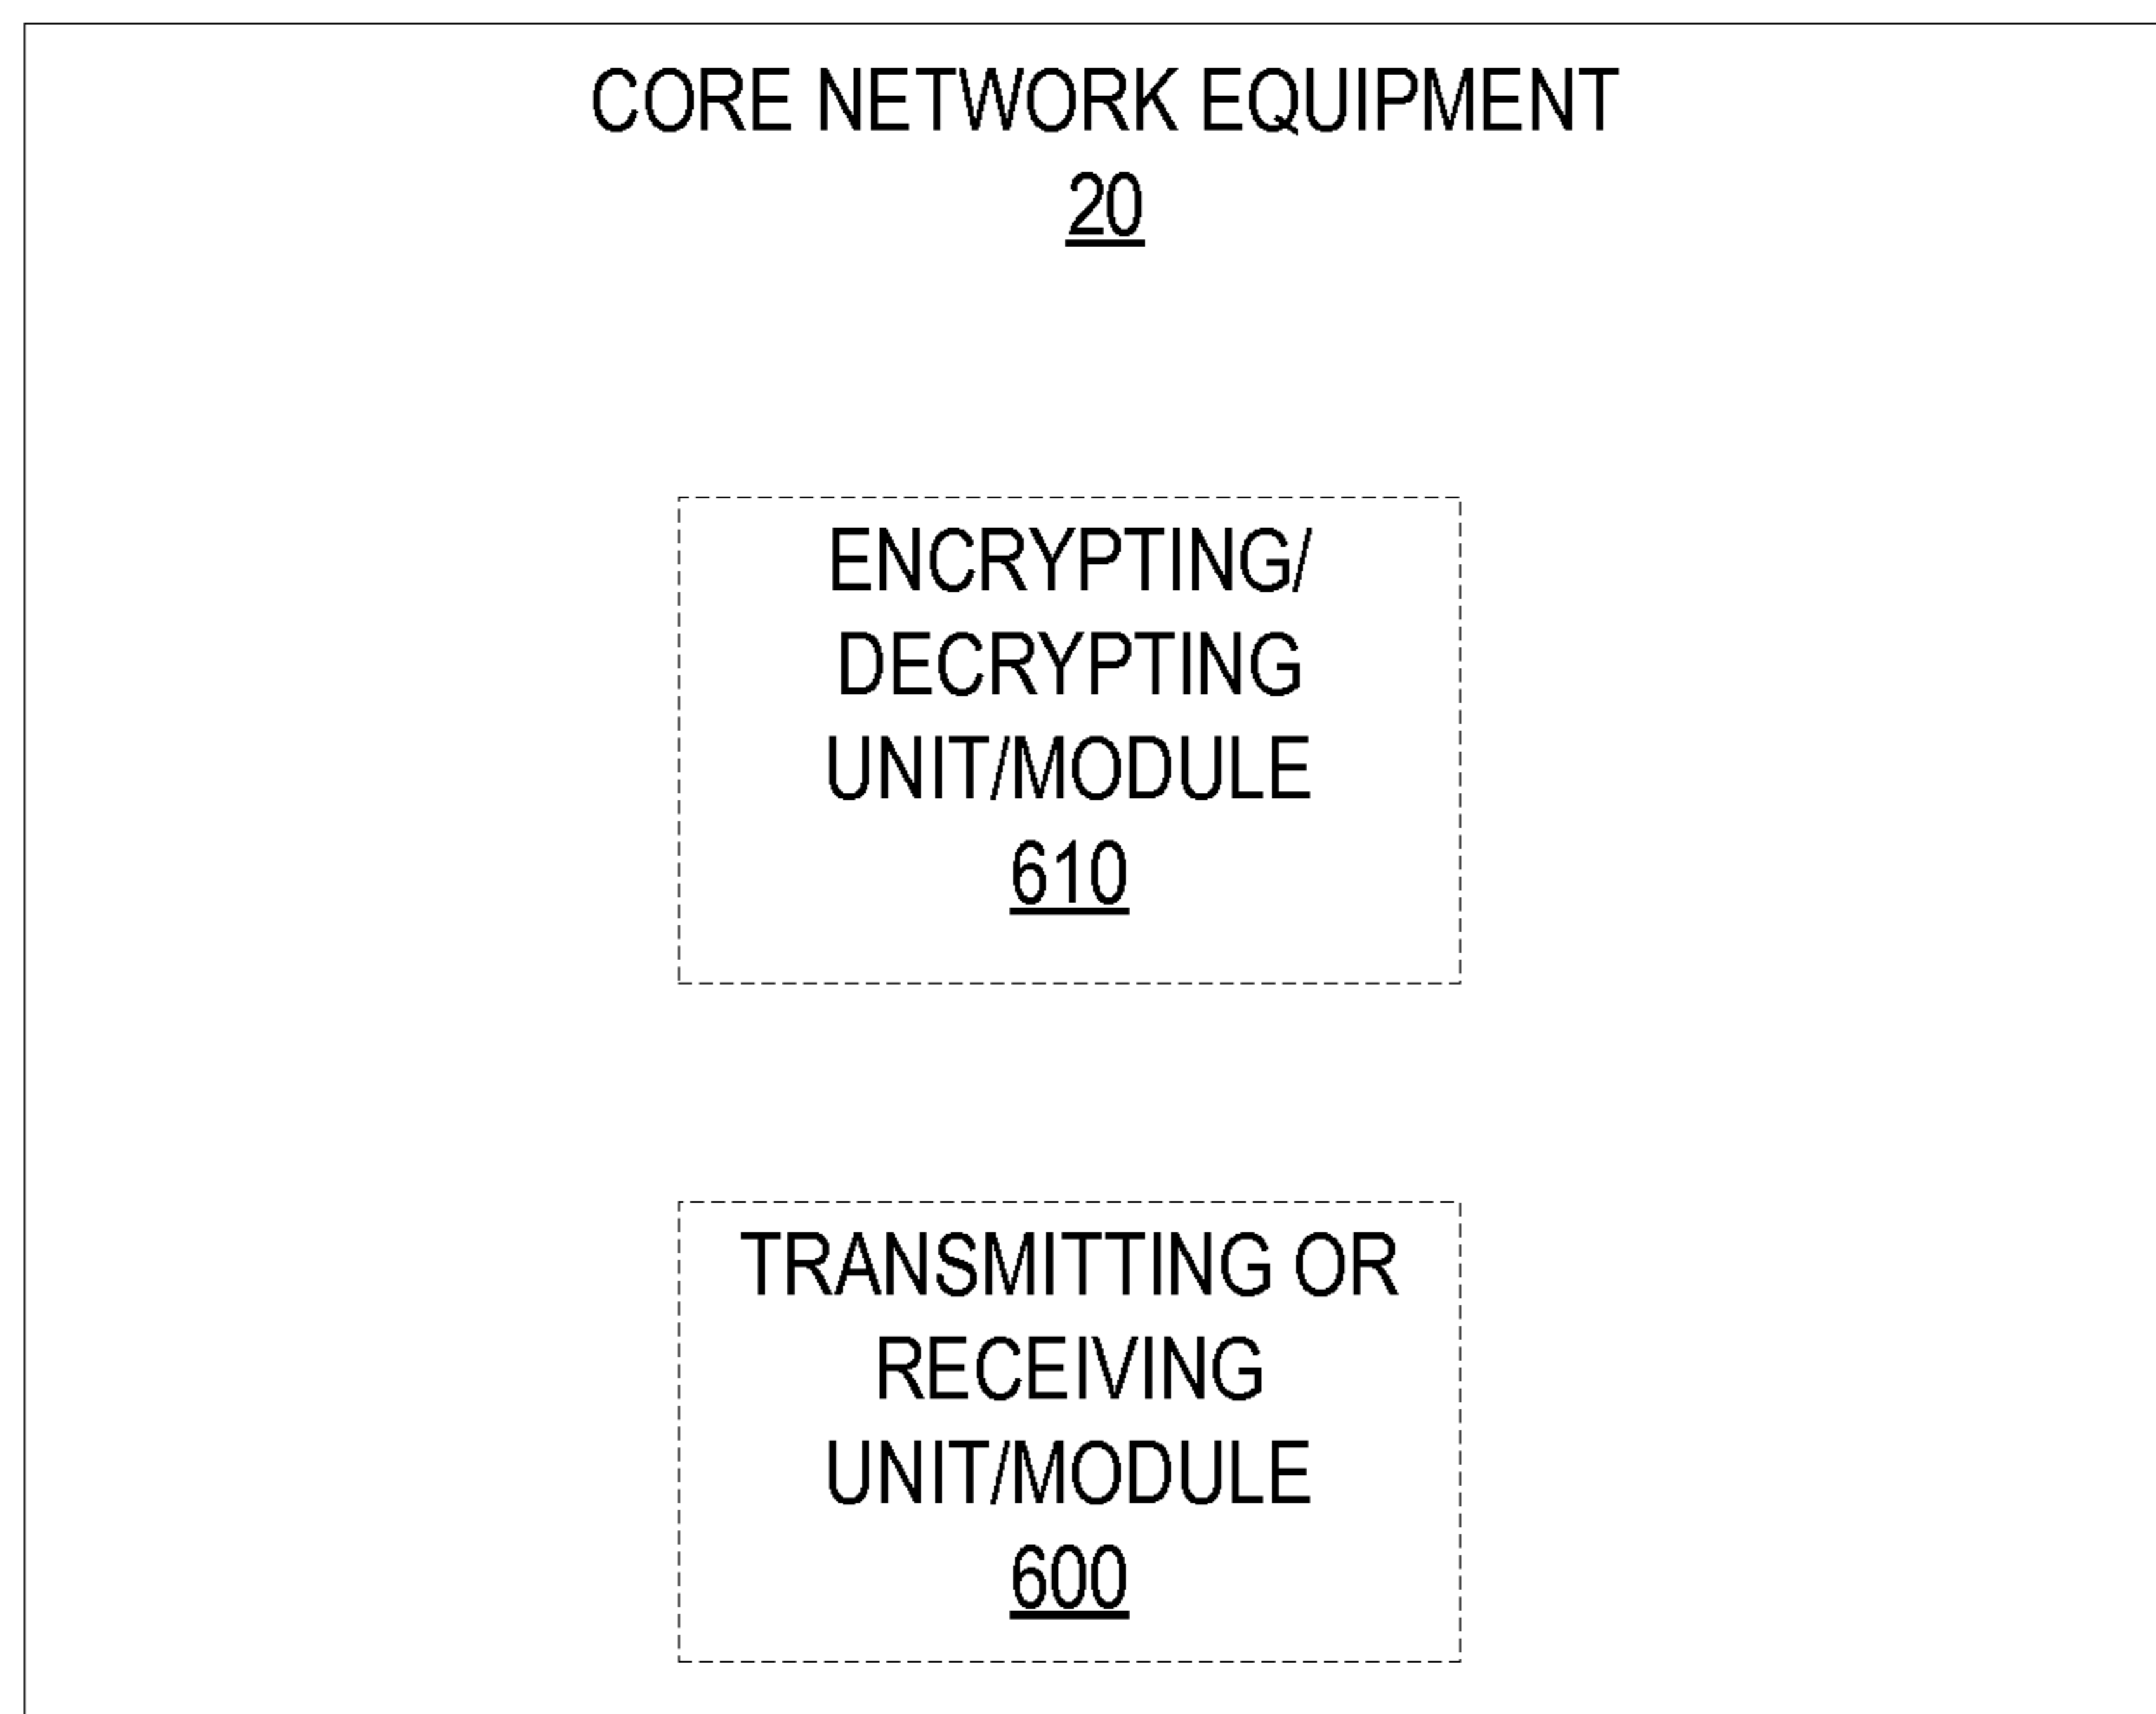 CORE NETWORK EQUIPMENT
20
ENCRYPTING/
DECRYPTING
UNIT/MODULE
610
TRANSMITTING OR
RECEIVING
UNIT/MODULE
600